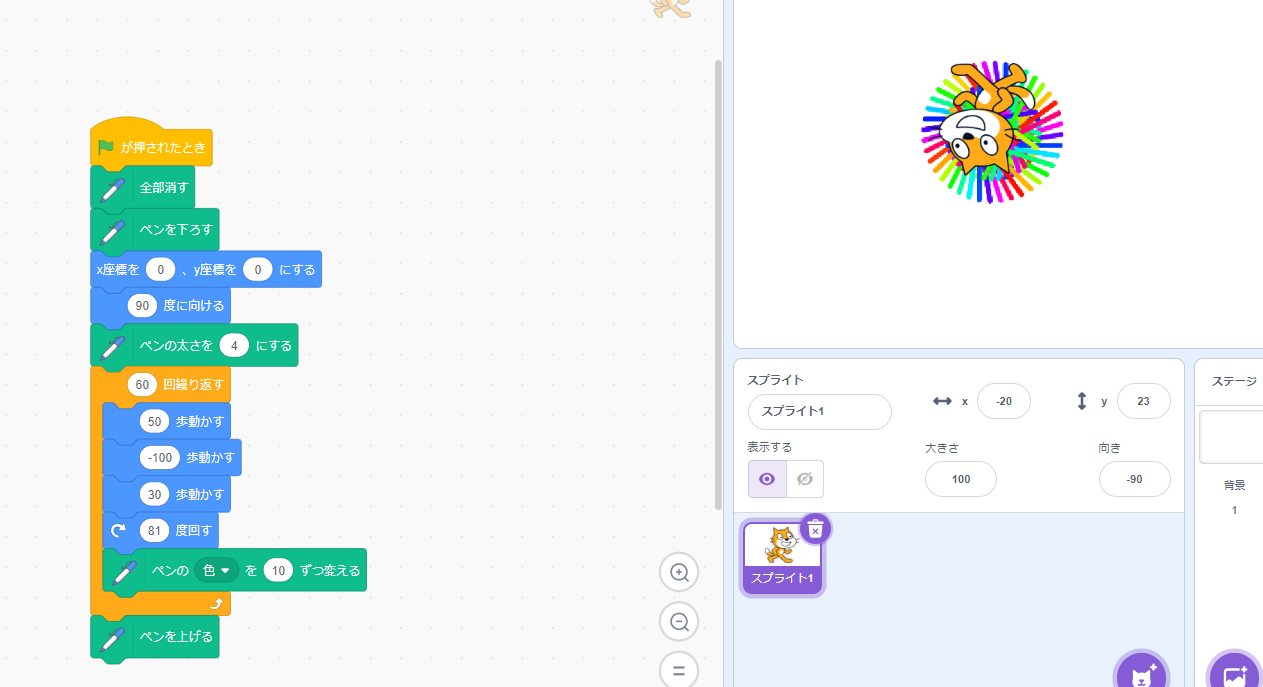 が押されたとき
全部消す
ペンを下ろす
x座標を 0 、y座標を 0 にする
90 度に向ける
ペンの太さを 4 にする
60 回繰り返す
50 歩動かす
-100 歩動かす
30 歩動かす
81 度回す
ペンの 色 を 10 ずつ変える
ペンを上げる
スプライト
スプライト1
x -20
y 23
表示する
大きさ
100
向き
-90
スプライト1
ステージ
背景
1